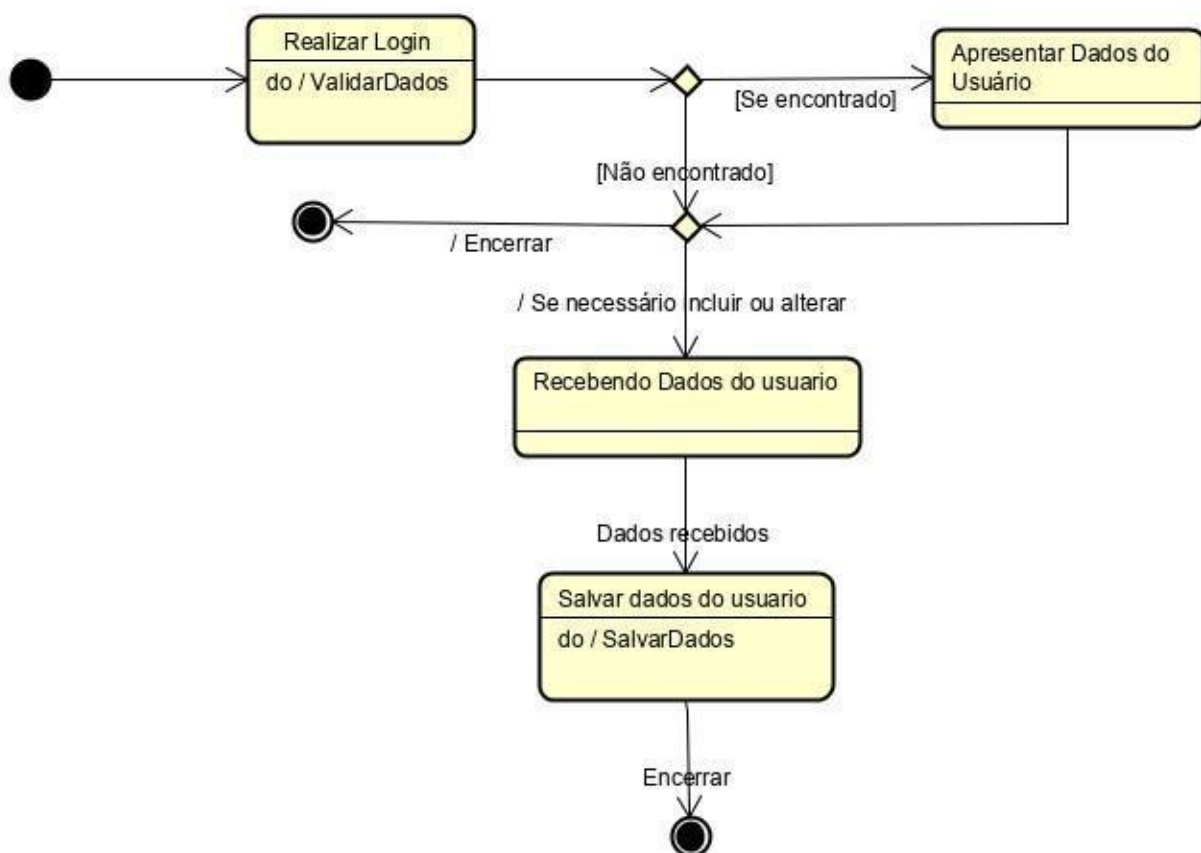 Realizar Login
do / ValidarDados
[Se encontrado]
Apresentar Dados do
Usuário
[Não encontrado]
/ Encerrar
/ Se necessário incluir ou alterar
Recebendo Dados do usuario
Dados recebidos
Salvar dados do usuario
do / SalvarDados
Encerrar